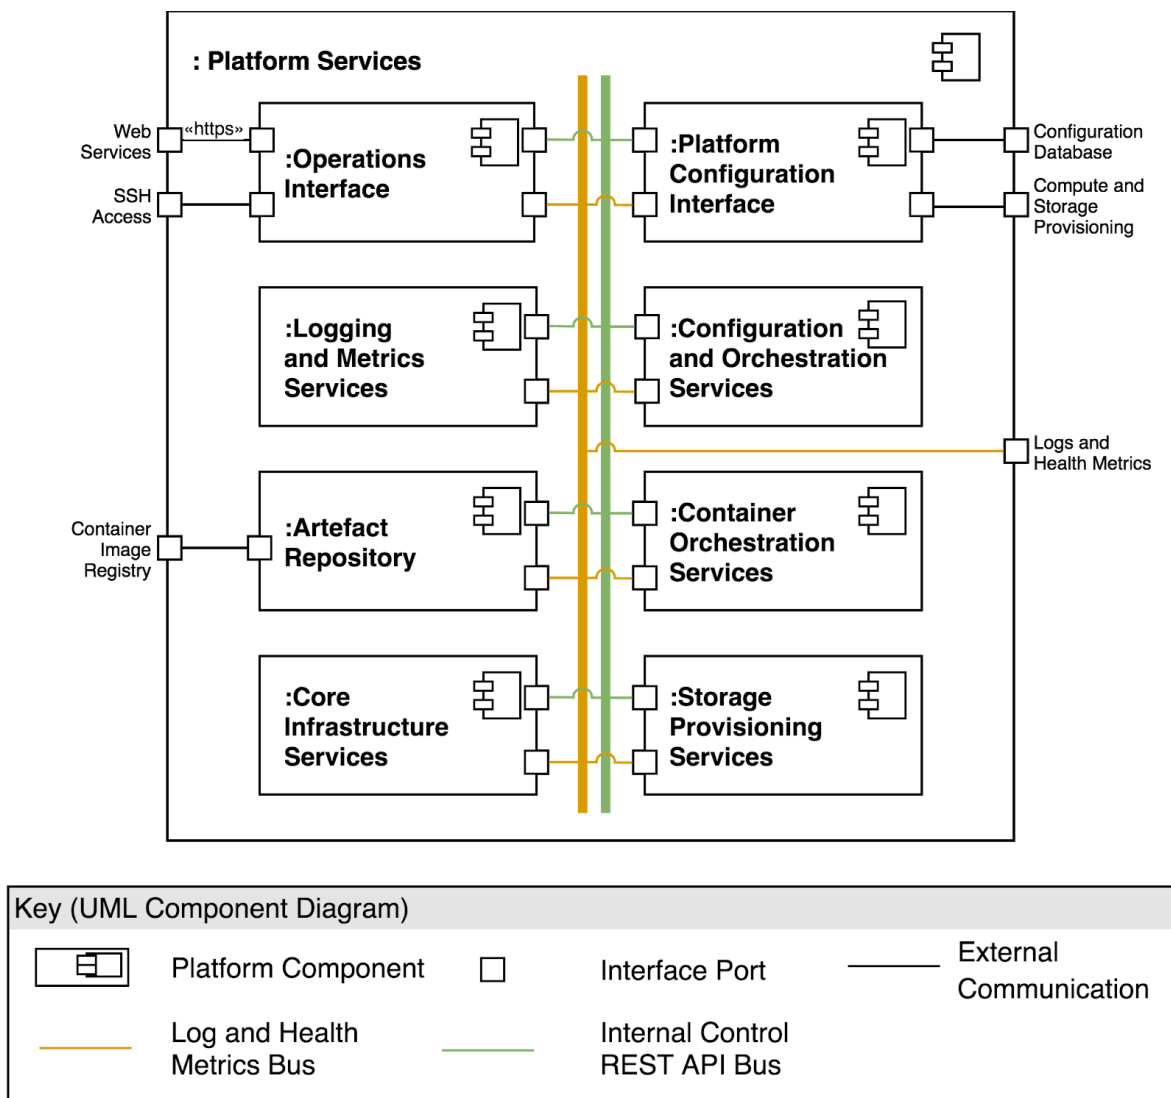 : Platform Services
Web
Services
«https»
SSH
Access
:Operations
Interface
:Platform
Configuration
Interface
Configuration
Database
Compute and
Storage
Provisioning
:Logging
and Metrics
Services
:Configuration
and Orchestration
Services
Logs and
Health Metrics
Container
Image
Registry
:Artefact
Repository
:Container
Orchestration
Services
:Core
Infrastructure
Services
:Storage
Provisioning
Services
Key (UML Component Diagram)
Platform Component
Interface Port
External
Communication
Log and Health
Metrics Bus
Internal Control
REST API Bus